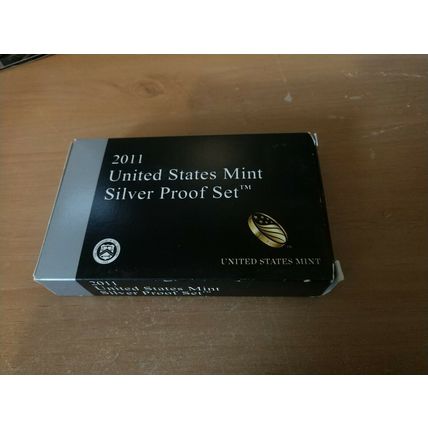 2011
United States Mint
Silver Proof Set™
UNITED STATES MINT
2011
United States Mint
Silver Proof Set™